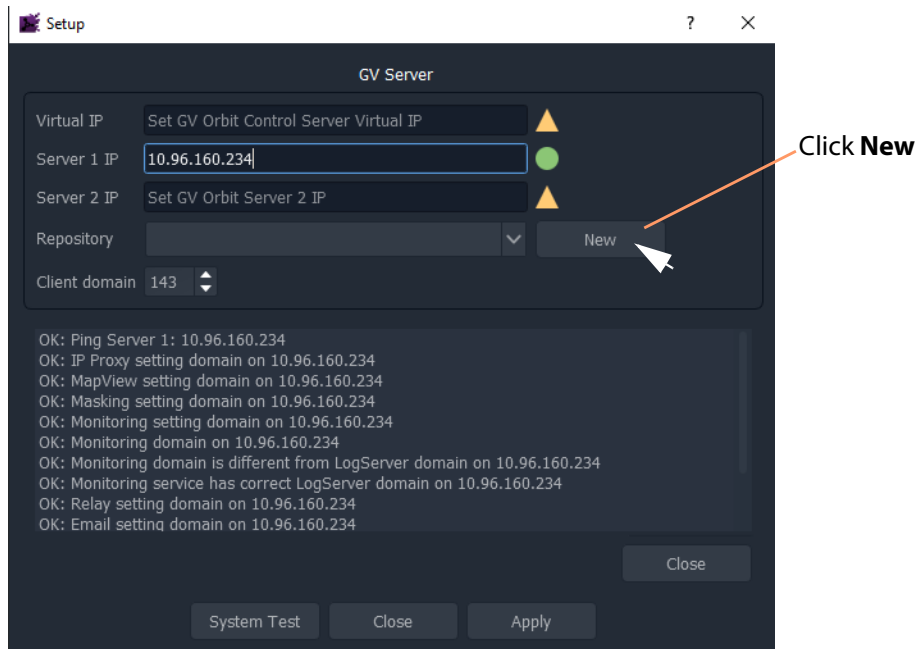 Setup
?
GV Server
Virtual IP Set GV Orbit Control Server Virtual IP
Server 1 IP 10.96.160.234
Click New
Server 2 IP Set GV Orbit Server 2 IP
Repository New
Client domain 143
OK: Ping Server 1: 10.96.160.234
OK: IP Proxy setting domain on 10.96.160.234
OK: MapView setting domain on 10.96.160.234
OK: Masking setting domain on 10.96.160.234
OK: Monitoring setting domain on 10.96.160.234
OK: Monitoring domain on 10.96.160.234
OK: Monitoring domain is different from LogServer domain on 10.96.160.234
OK: Monitoring service has correct LogServer domain on 10.96.160.234
OK: Relay setting domain on 10.96.160.234
OK: Email setting domain on 10.96.160.234
Close
System Test Close Apply